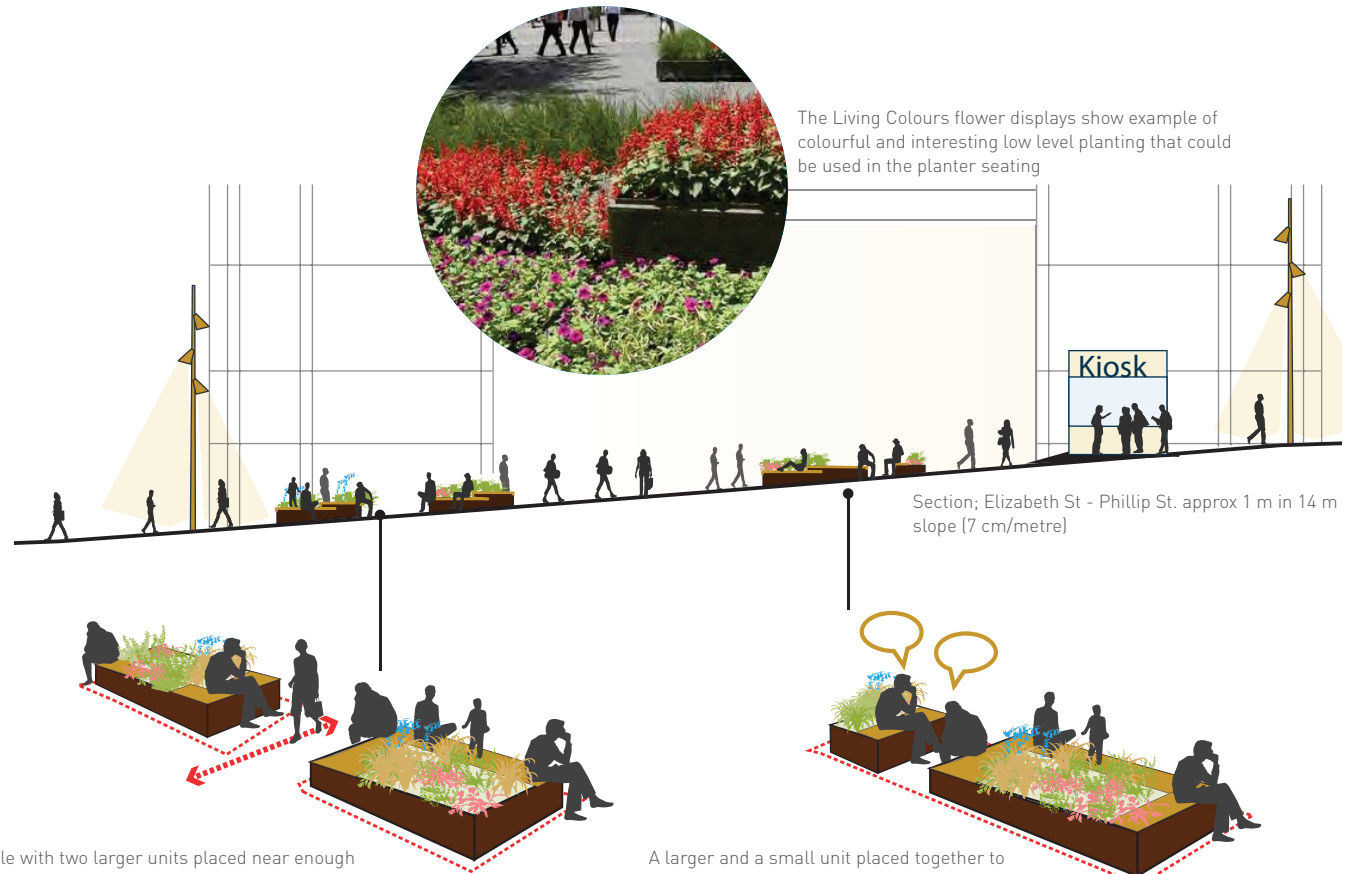 The Living Colours flower displays show example of
colourful and interesting low level planting that could
be used in the planter seating
Kiosk
Section; Elizabeth St - Phillip St. approx 1 m in 14 m
slope (7 cm/metre)
with two larger units placed near enough
A larger and a small unit placed together to